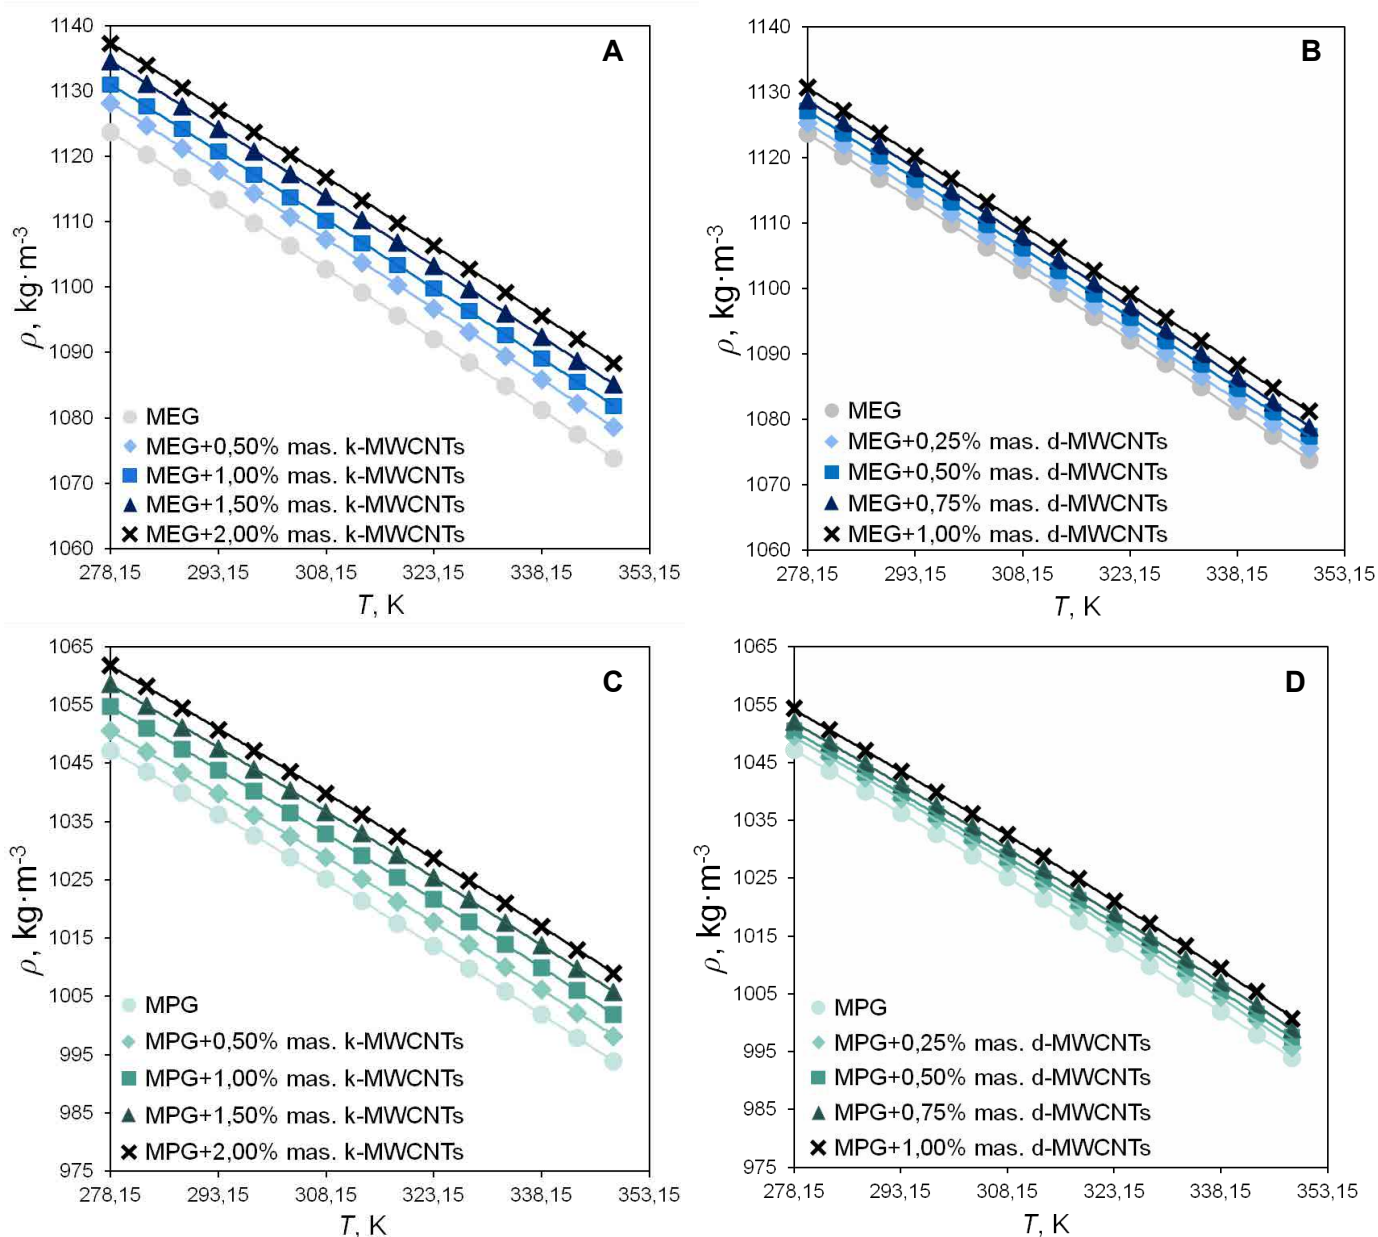 A
1140
1130
1120
1110
1100
1090
1080
1070
1060
ρ, kg·m-3
MEG
MEG+0,50% mas. k-MWCNTs
MEG+1,00% mas. k-MWCNTs
MEG+1,50% mas. k-MWCNTs
MEG+2,00% mas. k-MWCNTs
278,15 293,15 308,15 323,15 338,15 353,15
T, K
B
1140
1130
1120
1110
1100
1090
1080
1070
1060
ρ, kg·m-3
MEG
MEG+0,25% mas. d-MWCNTs
MEG+0,50% mas. d-MWCNTs
MEG+0,75% mas. d-MWCNTs
MEG+1,00% mas. d-MWCNTs
278,15 293,15 308,15 323,15 338,15 353,15
T, K
C
1065
1055
1045
1035
1025
1015
1005
995
985
975
ρ, kg·m-3
MPG
MPG+0,50% mas. k-MWCNTs
MPG+1,00% mas. k-MWCNTs
MPG+1,50% mas. k-MWCNTs
MPG+2,00% mas. k-MWCNTs
278,15 293,15 308,15 323,15 338,15 353,15
T, K
D
1065
1055
1045
1035
1025
1015
1005
995
985
975
ρ, kg·m-3
MPG
MPG+0,25% mas. d-MWCNTs
MPG+0,50% mas. d-MWCNTs
MPG+0,75% mas. d-MWCNTs
MPG+1,00% mas. d-MWCNTs
278,15 293,15 308,15 323,15 338,15 353,15
T, K